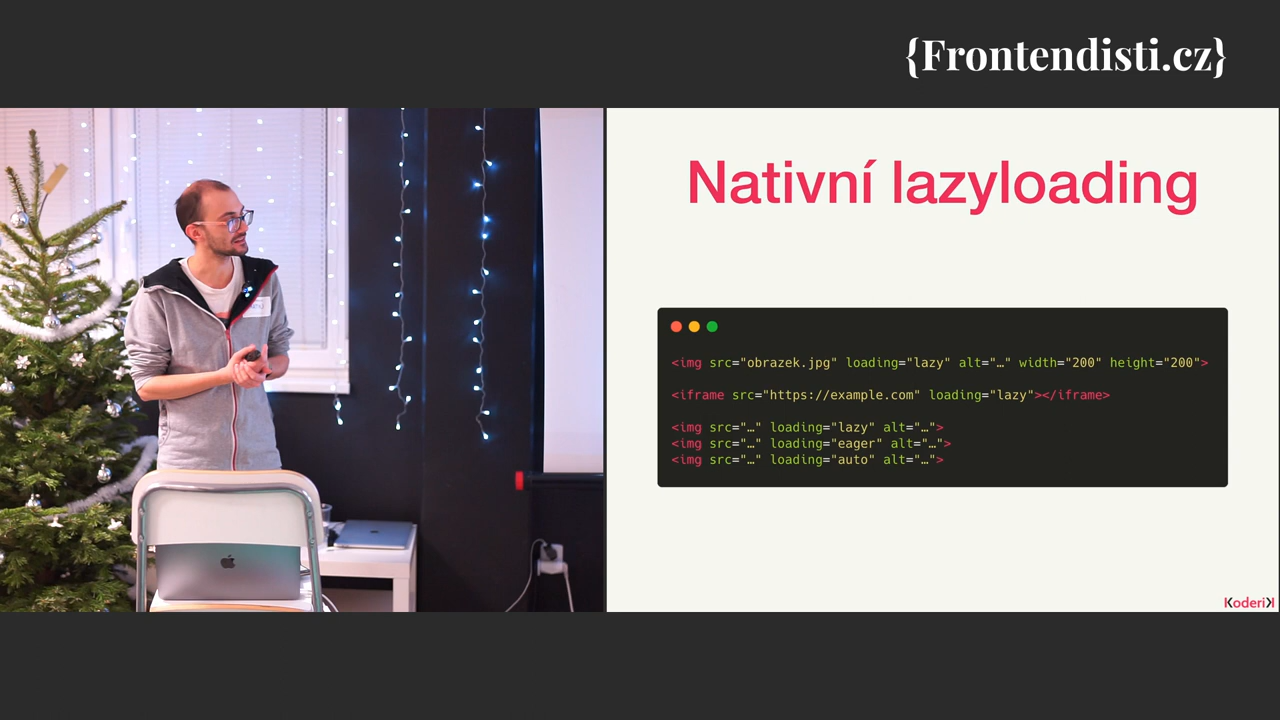 {Frontendisti.cz}
Nativní lazyloading
<img src="obrazek.jpg" loading="lazy" alt="…" width="200" height="200">
<iframe src="https://example.com" loading="lazy"></iframe>
<img src="…" loading="lazy" alt="…">
<img src="…" loading="eager" alt="…">
<img src="…" loading="auto" alt="…">
KoderiK